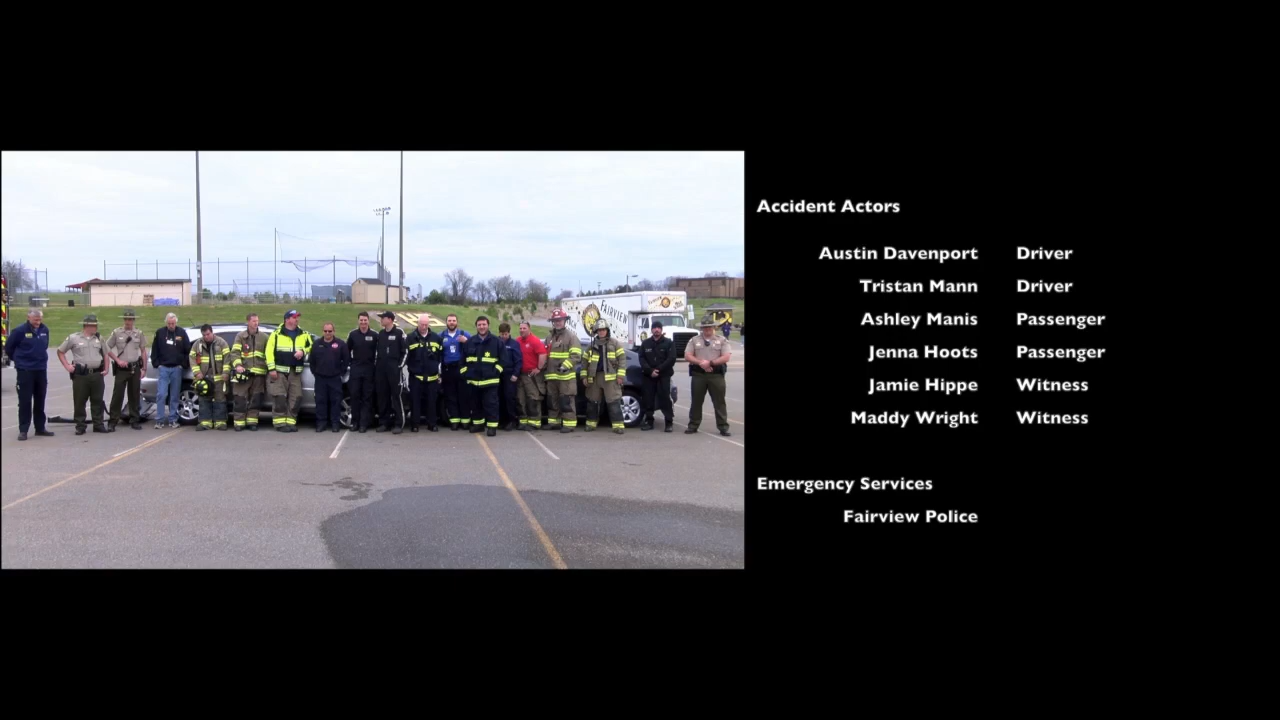 FAIRVIEW
Accident Actors
Austin Davenport Driver
Tristan Mann Driver
Ashley Manis Passenger
Jenna Hoots Passenger
Jamie Hippe Witness
Maddy Wright Witness
Emergency Services
Fairview Police